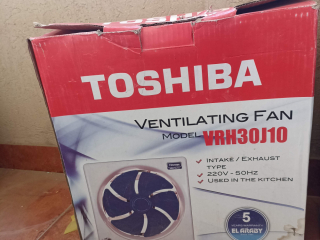 TOSHIBA
VENTILATING FAN
MODEL VRH30J10
• INTAKE / EXHAUST
TYPE
• 220V - 50HZ
• USED IN THE KITCHEN
5
EL ARABY